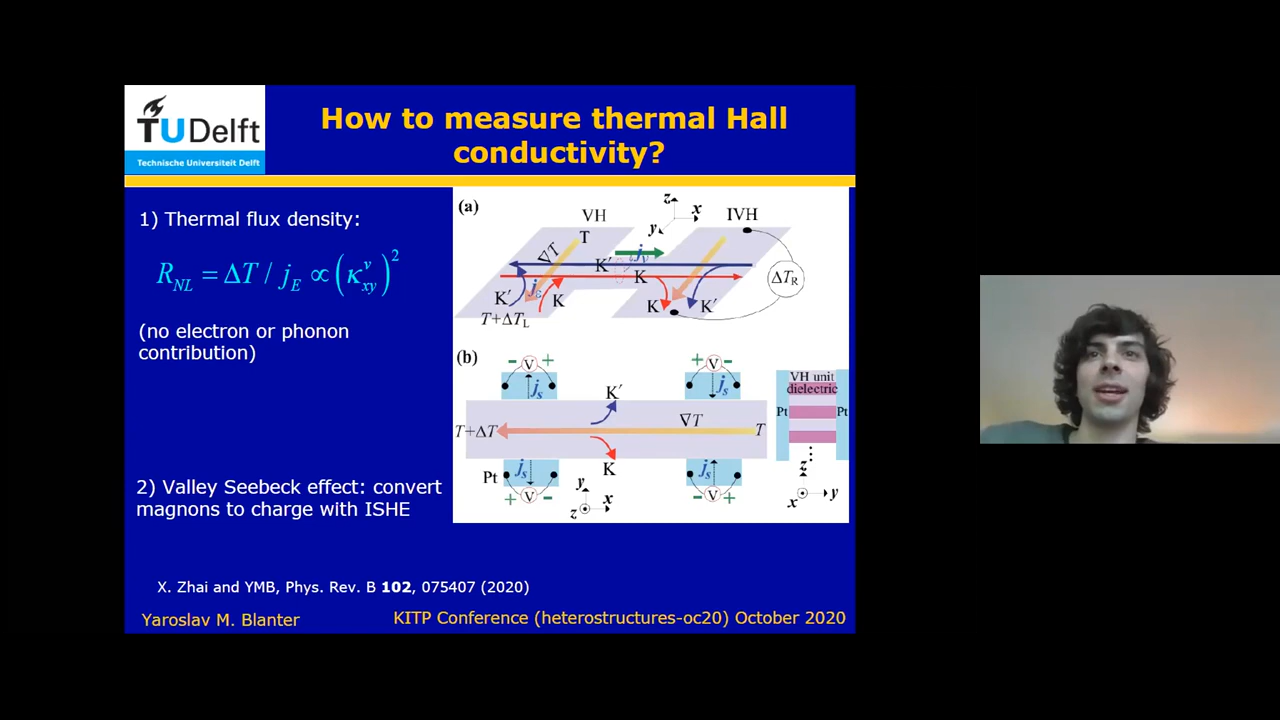 TU Delft
Technische Universiteit Delft
How to measure thermal Hall
conductivity?
1) Thermal flux density:
R_NL = ΔT / j_E ∝ (κ^v_xy)^2
(no electron or phonon
contribution)
2) Valley Seebeck effect: convert
magnons to charge with ISHE
(a)
VH
z
x
y
IVH
T
∇T
K′
K
j_v
j_ε
K′
K
K
K′
T+ΔT_L
ΔT_R
(b)
- V +
+ V -
j_s
j_s
K′
T+ΔT
∇T
T
K
Pt
j_s
j_s
+ V -
- V +
y
x
z
VH unit
dielectric
Pt
Pt
z
x
y
X. Zhai and YMB, Phys. Rev. B 102, 075407 (2020)
Yaroslav M. Blanter
KITP Conference (heterostructures-oc20) October 2020